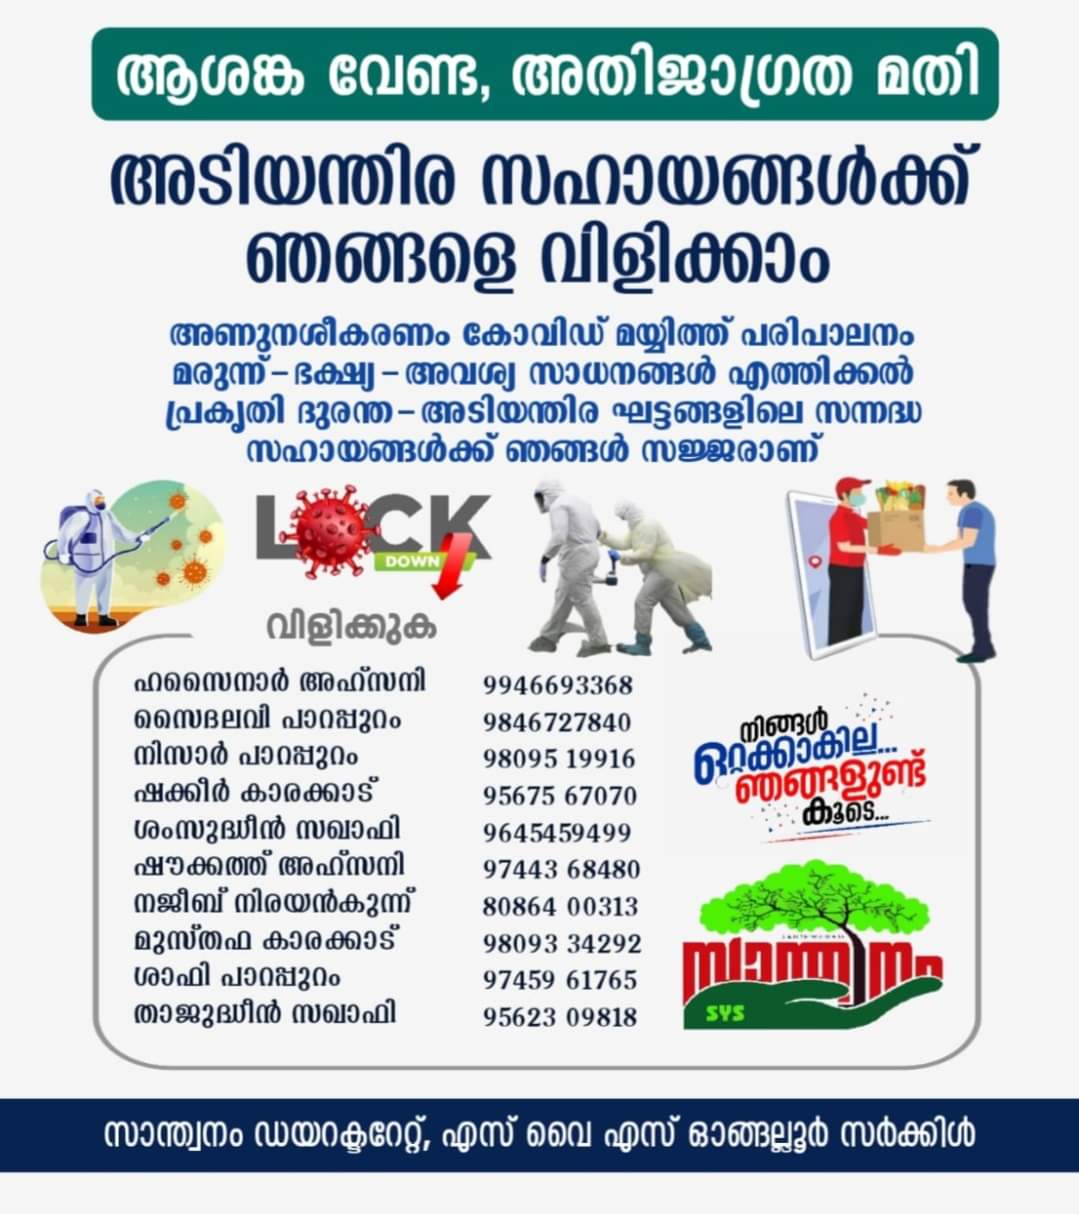 ആശങ്ക വേണ്ട, അതിജാഗ്രത മതി
അടിയന്തിര സഹായങ്ങൾക്ക്
ഞങ്ങളെ വിളിക്കാം
അണുനശീകരണം കോവിഡ് മയ്യിത്ത് പരിപാലനം
മരുന്ന്-ഭക്ഷ്യ-അവശ്യ സാധനങ്ങൾ എത്തിക്കൽ
പ്രകൃതി ദുരന്ത-അടിയന്തിര ഘട്ടങ്ങളിലെ സന്നദ്ധ
സഹായങ്ങൾക്ക് ഞങ്ങൾ സജ്ജരാണ്
LOCK
DOWN
വിളിക്കുക
ഹസൈനാർ അഹ്സനി 9946693368
സൈദലവി പാറപ്പുറം 9846727840
നിസാർ പാറപ്പുറം 98095 19916
ഷക്കീർ കാരക്കാട് 95675 67070
ശംസുദ്ധീൻ സഖാഫി 9645459499
ഷൗക്കത്ത് അഹ്സനി 97443 68480
നജീബ് നിരയൻകുന്ന് 80864 00313
മുസ്തഫ കാരക്കാട് 98093 34292
ശാഫി പാറപ്പുറം 97459 61765
താജുദ്ധീൻ സഖാഫി 95623 09818
നിങ്ങൾ
ഒറ്റക്കാകില്ല...
ഞങ്ങളുണ്ട്
കൂടെ...
സാന്ത്വനം
SYS
സാന്ത്വനം ഡയറക്ടറേറ്റ്, എസ് വൈ എസ് ഓങ്ങല്ലൂർ സർക്കിൾ